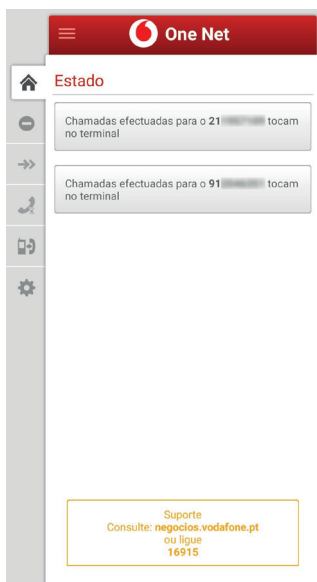 One Net
Estado
Chamadas efectuadas para o 21 tocam
no terminal
Chamadas efectuadas para o 91 tocam
no terminal
Suporte
Consulte: negocios.vodafone.pt
ou ligue
16915